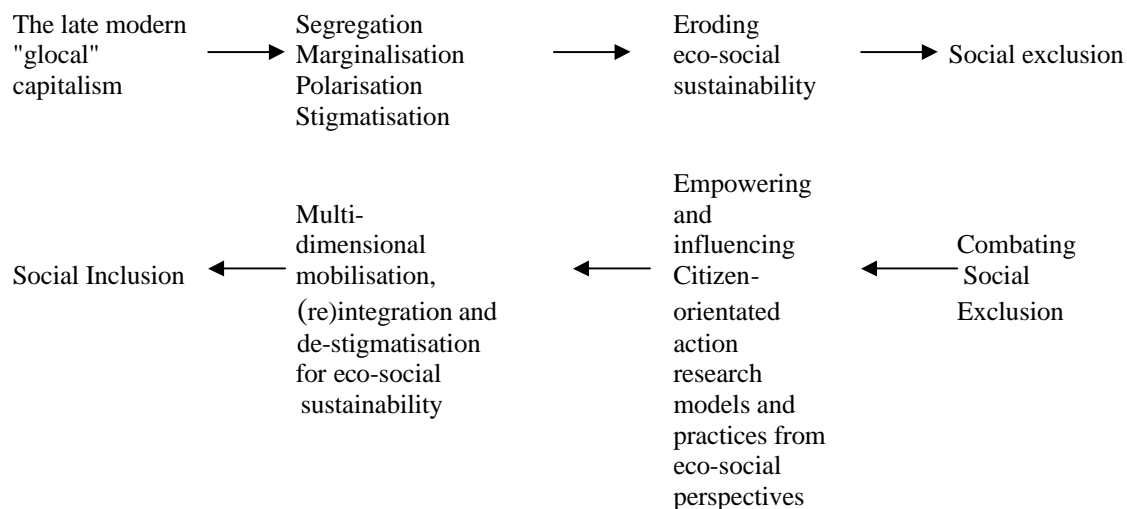 The late modern
"glocal"
capitalism
Segregation
Marginalisation
Polarisation
Stigmatisation
Eroding
eco-social
sustainability
Social exclusion
Social Inclusion
Multi-
dimensional
mobilisation,
(re)integration and
de-stigmatisation
for eco-social
sustainability
Empowering
and
influencing
Citizen-
orientated
action
research
models and
practices from
eco-social
perspectives
Combating
Social
Exclusion